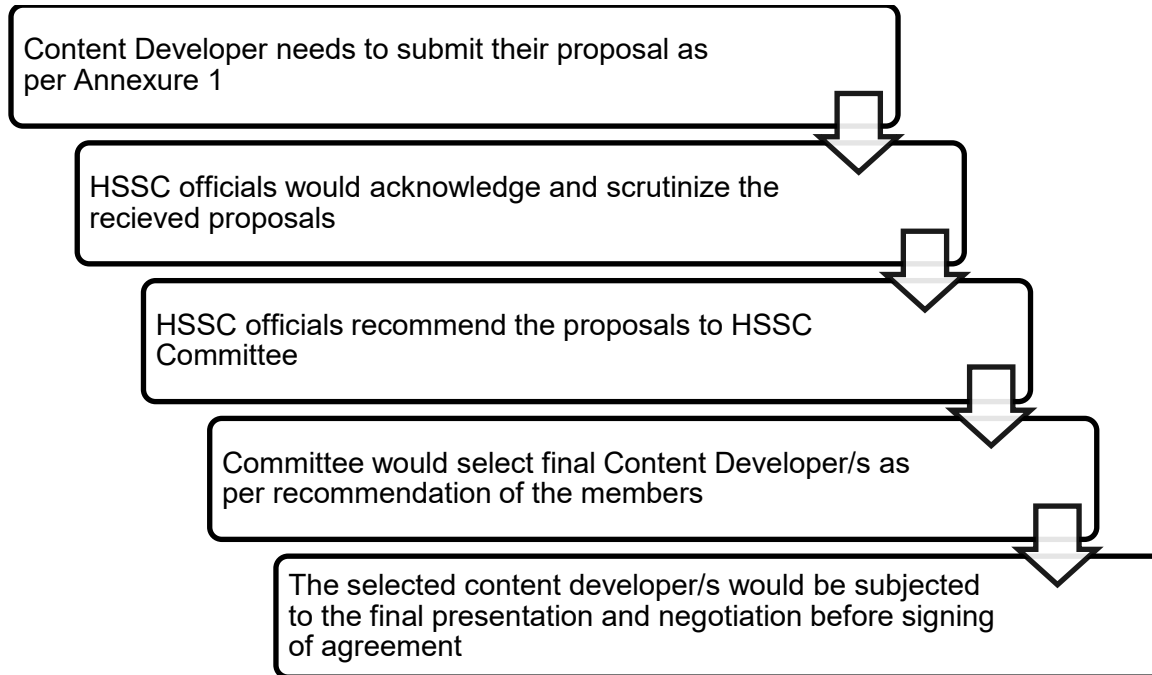 Content Developer needs to submit their proposal as
per Annexure 1
HSSC officials would acknowledge and scrutinize the
recieved proposals
HSSC officials recommend the proposals to HSSC
Committee
Committee would select final Content Developer/s as
per recommendation of the members
The selected content developer/s would be subjected
to the final presentation and negotiation before signing
of agreement